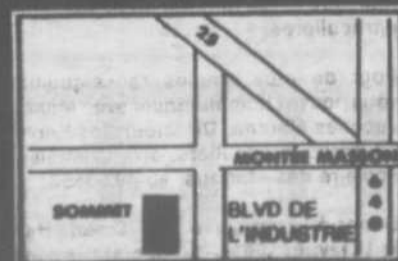 25
MONTÉE MASSON
SOMMET
BLVD DE
L'INDUSTRIE
640